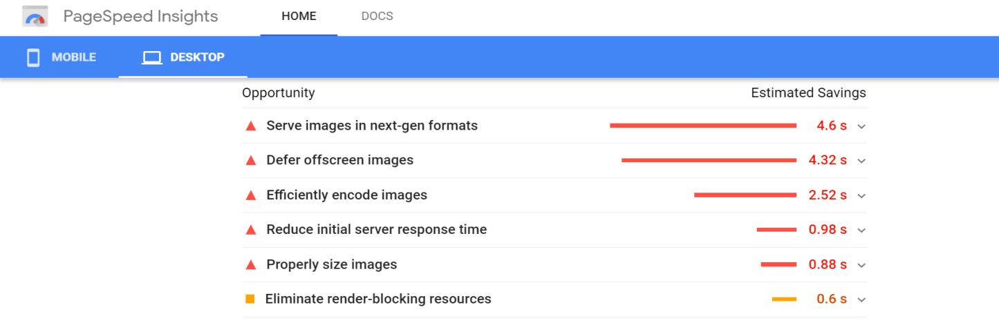 PageSpeed Insights HOME DOCS
MOBILE DESKTOP
Opportunity Estimated Savings
Serve images in next-gen formats 4.6 s
Defer offscreen images 4.32 s
Efficiently encode images 2.52 s
Reduce initial server response time 0.98 s
Properly size images 0.88 s
Eliminate render-blocking resources 0.6 s